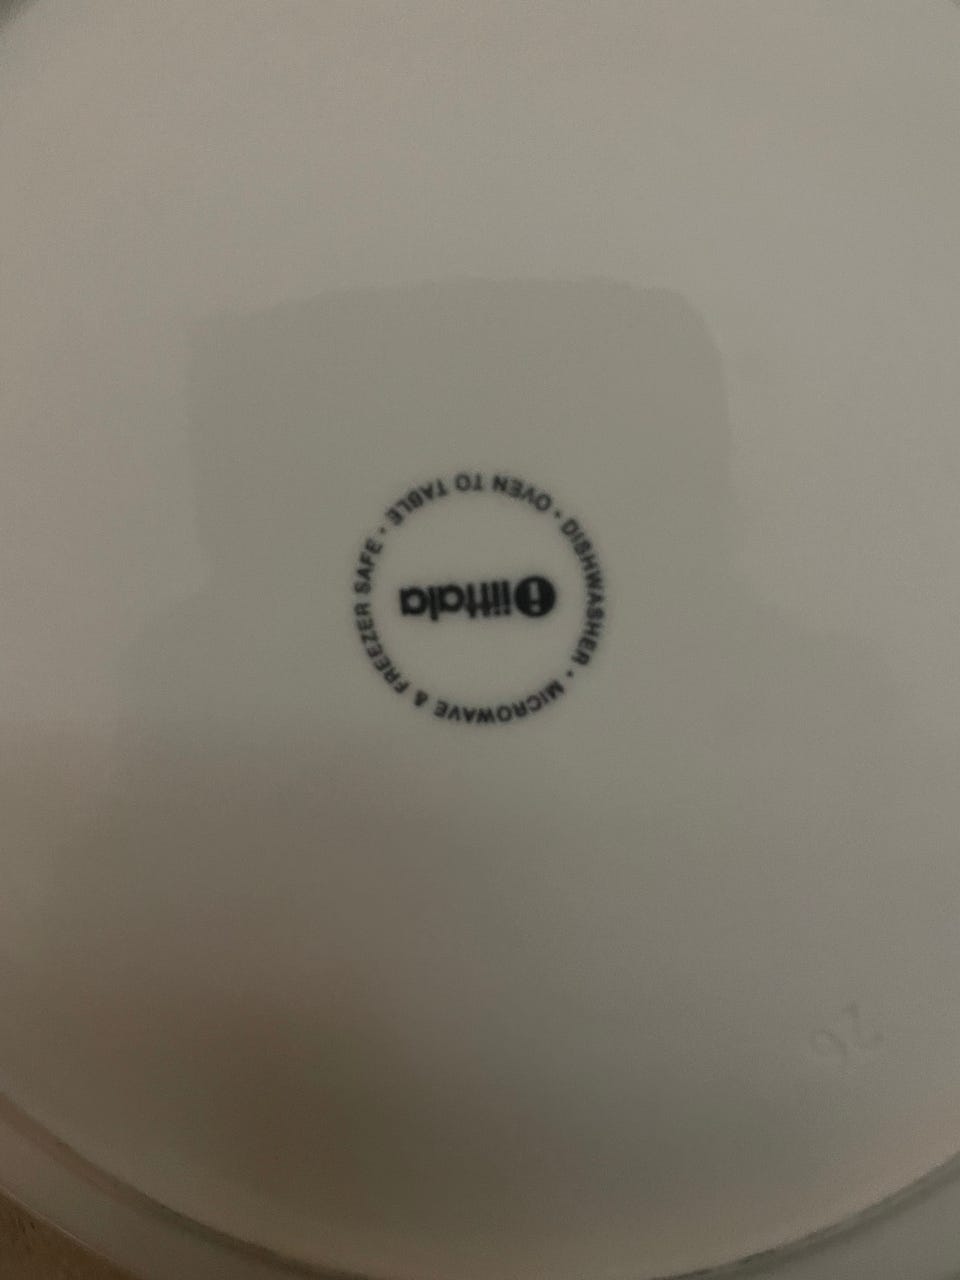 iittala
OVEN TO TABLE • DISHWASHER • MICROWAVE & FREEZER SAFE •